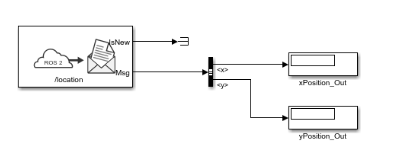 IsNew
ROS 2
Msg
/location
<x>
<y>
xPosition_Out
yPosition_Out